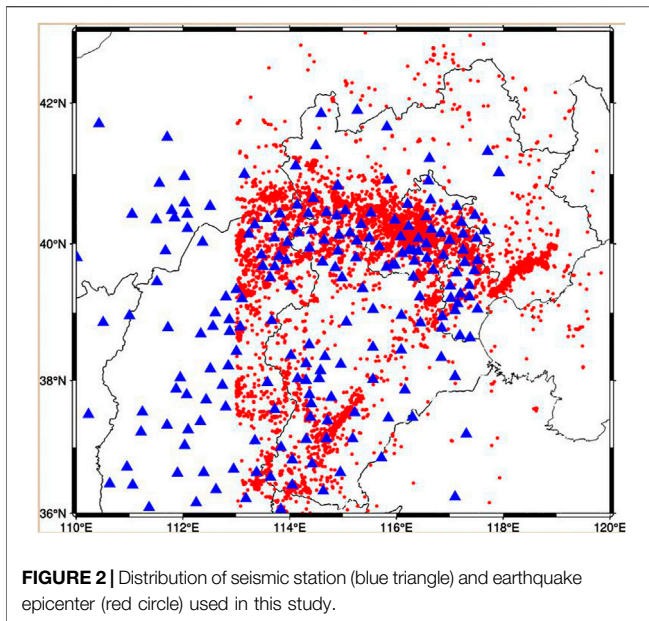 42°N
40°N
38°N
36°N
110°E 112°E 114°E 116°E 118°E 120°E
FIGURE 2 | Distribution of seismic station (blue triangle) and earthquake
epicenter (red circle) used in this study.